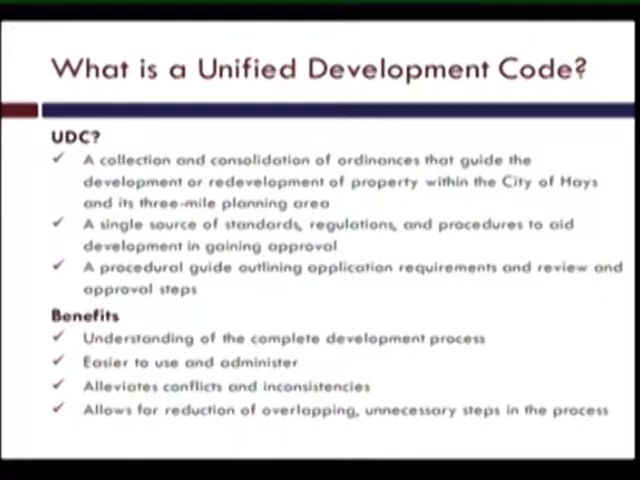 What is a Unified Development Code?
UDC?
✓ A collection and consolidation of ordinances that guide the
development or redevelopment of property within the City of Hays
and its three-mile planning area
✓ A single source of standards, regulations, and procedures to aid
development in gaining approval
✓ A procedural guide outlining application requirements and review and
approval steps
Benefits
✓ Understanding of the complete development process
✓ Easier to use and administer
✓ Alleviates conflicts and inconsistencies
✓ Allows for reduction of overlapping, unnecessary steps in the process